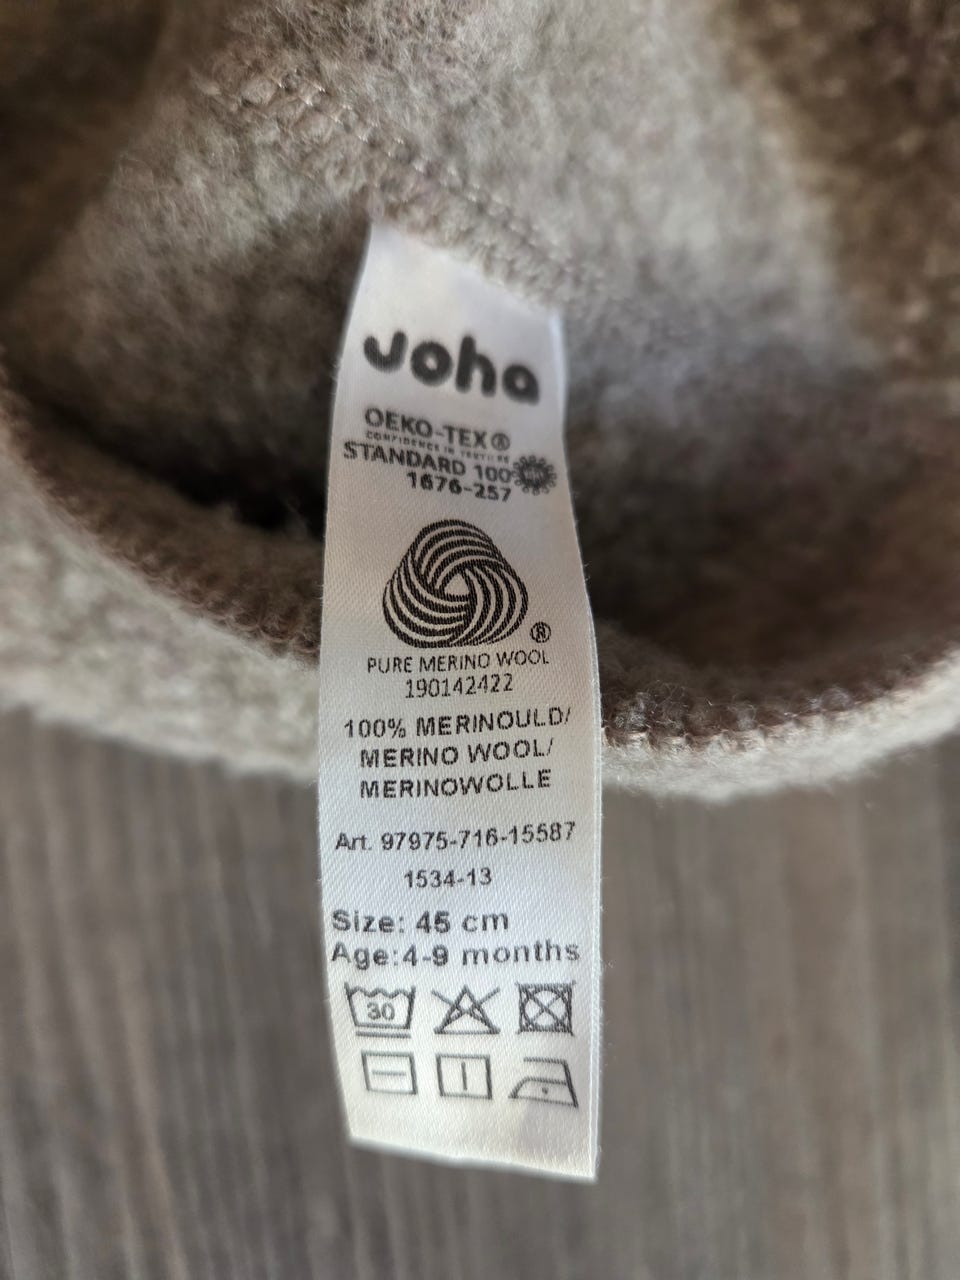 Joha
OEKO-TEX®
CONFIDENCE IN TEXTILES
STANDARD 100
1676-257
®
PURE MERINO WOOL
190142422
100% MERINOULD/
MERINO WOOL/
MERINOWOLLE
Art. 97975-716-15587
1534-13
Size: 45 cm
Age:4-9 months
30